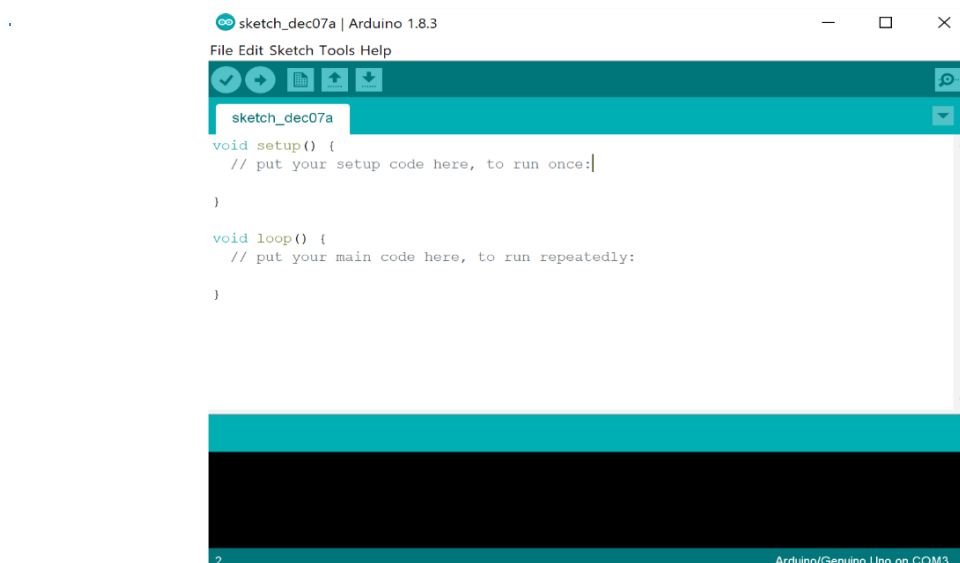 sketch_dec07a | Arduino 1.8.3
File Edit Sketch Tools Help
sketch_dec07a
void setup() {
  // put your setup code here, to run once:
}
void loop() {
  // put your main code here, to run repeatedly:
}
2
Arduino/Genuino Uno on COM3